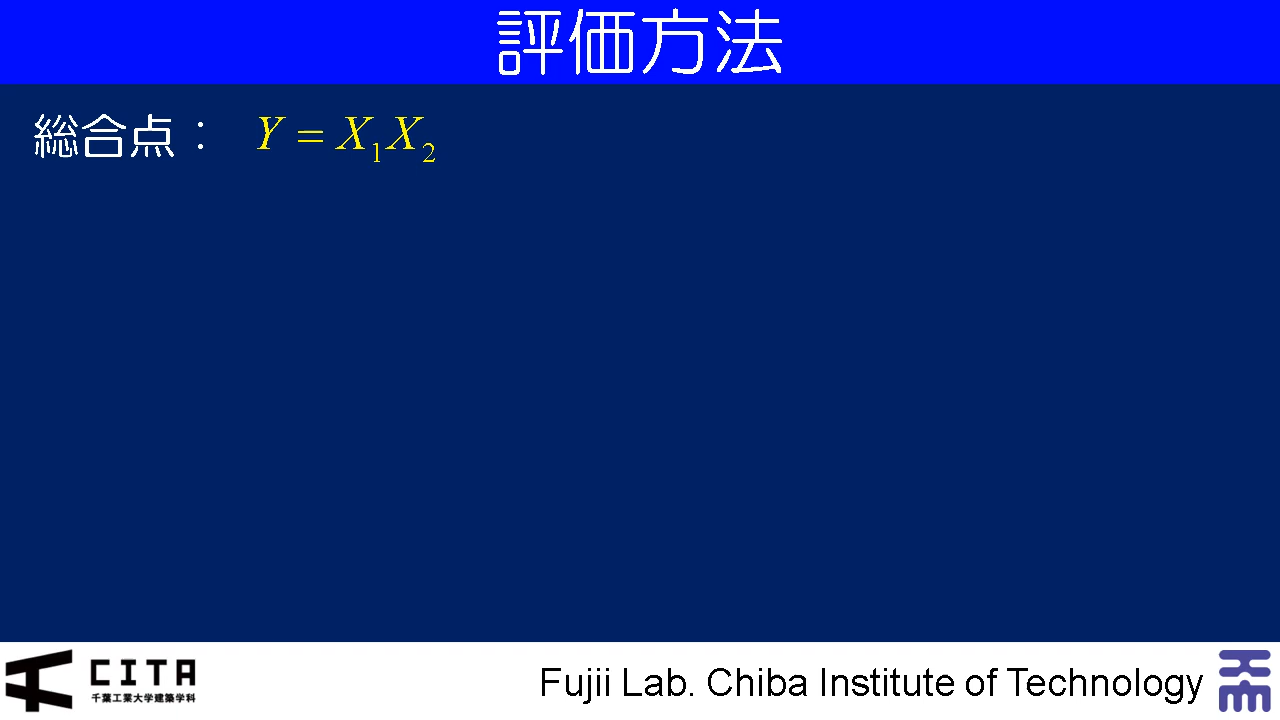 評価方法
総合点： Y = X₁X₂
CITA
千葉工業大学建築学科
Fujii Lab. Chiba Institute of Technology